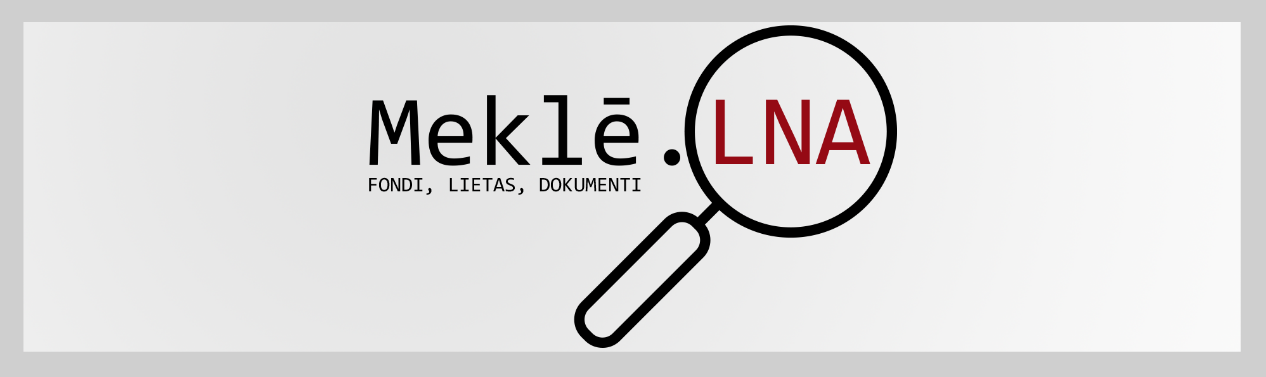 Meklē.LNA
FONDI, LIETAS, DOKUMENTI